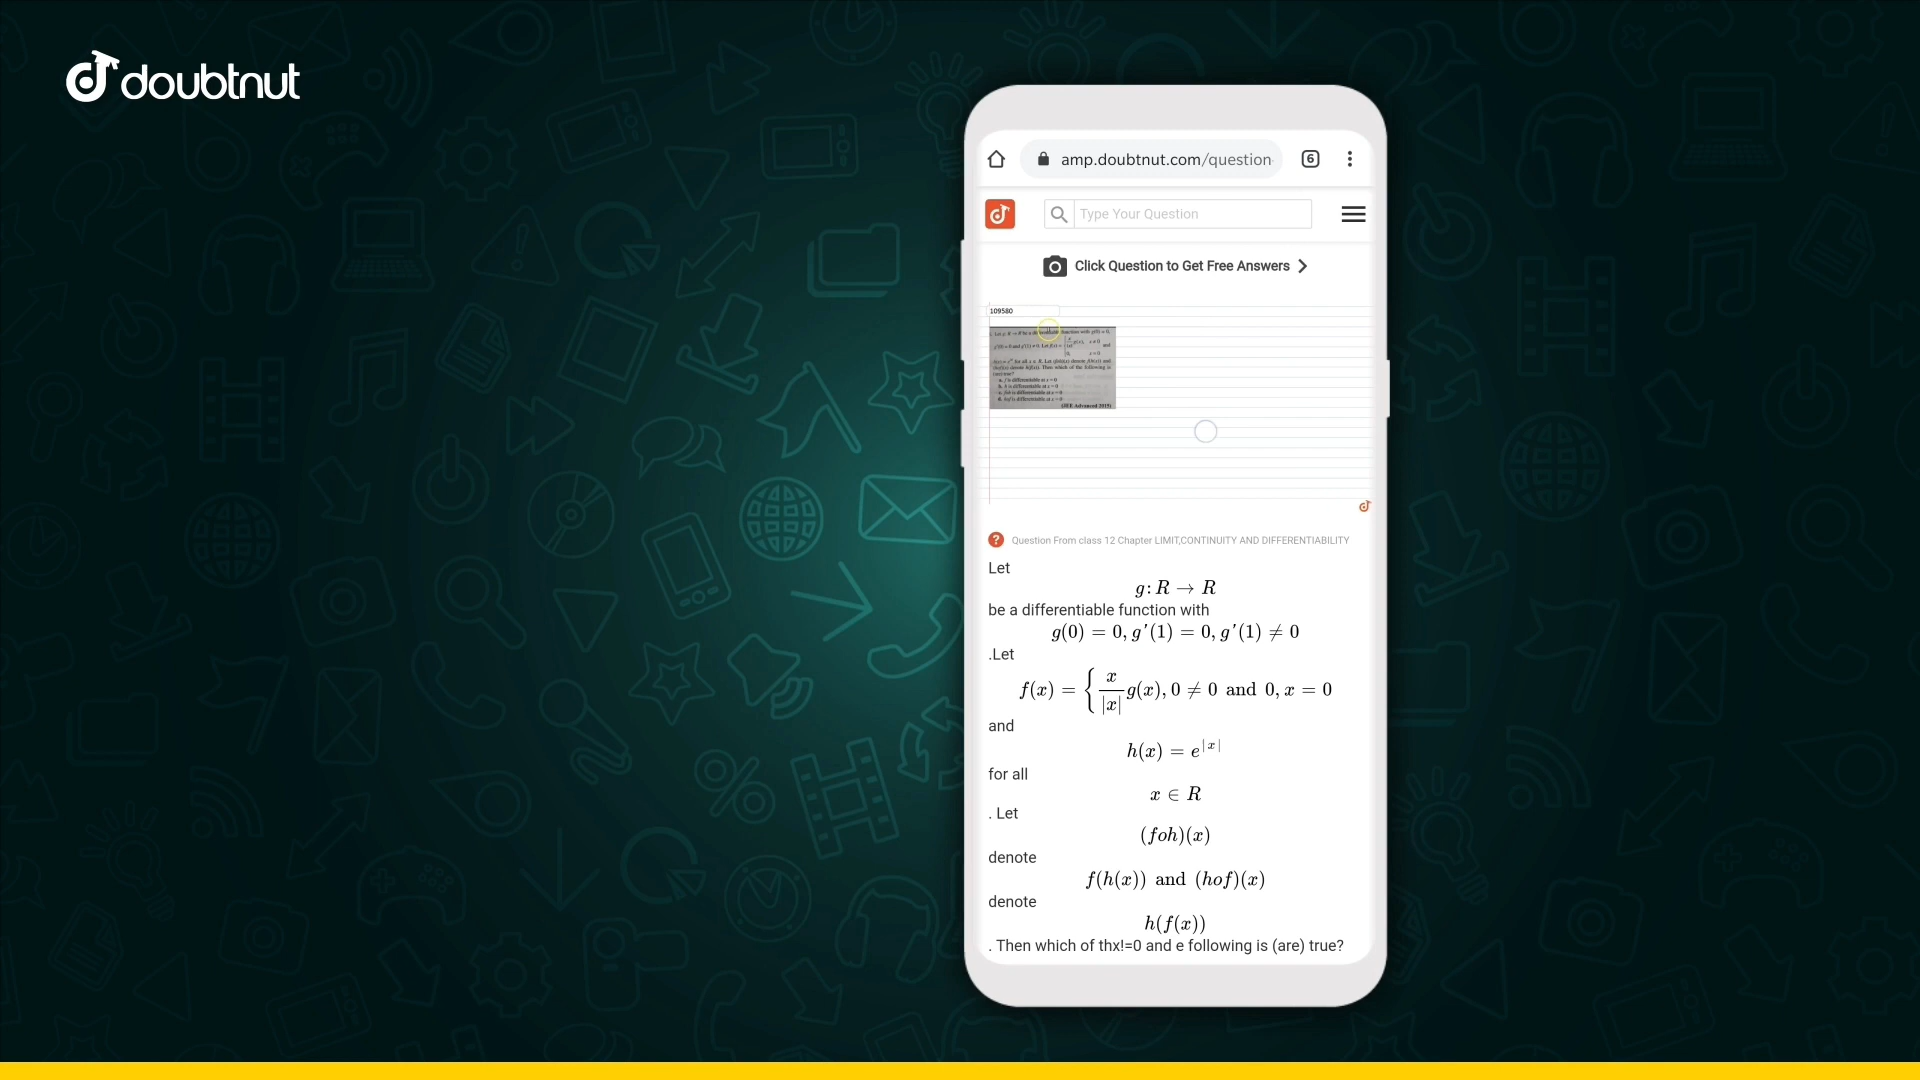 doubtnut
amp.doubtnut.com/question
6
Type Your Question
Click Question to Get Free Answers
109580
(JEE Advanced 2015)
? Question From class 12 Chapter LIMIT,CONTINUITY AND DIFFERENTIABILITY
Let
g: R → R
be a differentiable function with
g(0) = 0, g'(1) = 0, g'(1) ≠ 0
.Let
f(x) = { x/|x| g(x), 0 ≠ 0 and 0, x = 0
and
h(x) = e^|x|
for all
x ∈ R
. Let
(foh)(x)
denote
f(h(x)) and (hof)(x)
denote
h(f(x))
. Then which of thx!=0 and e following is (are) true?